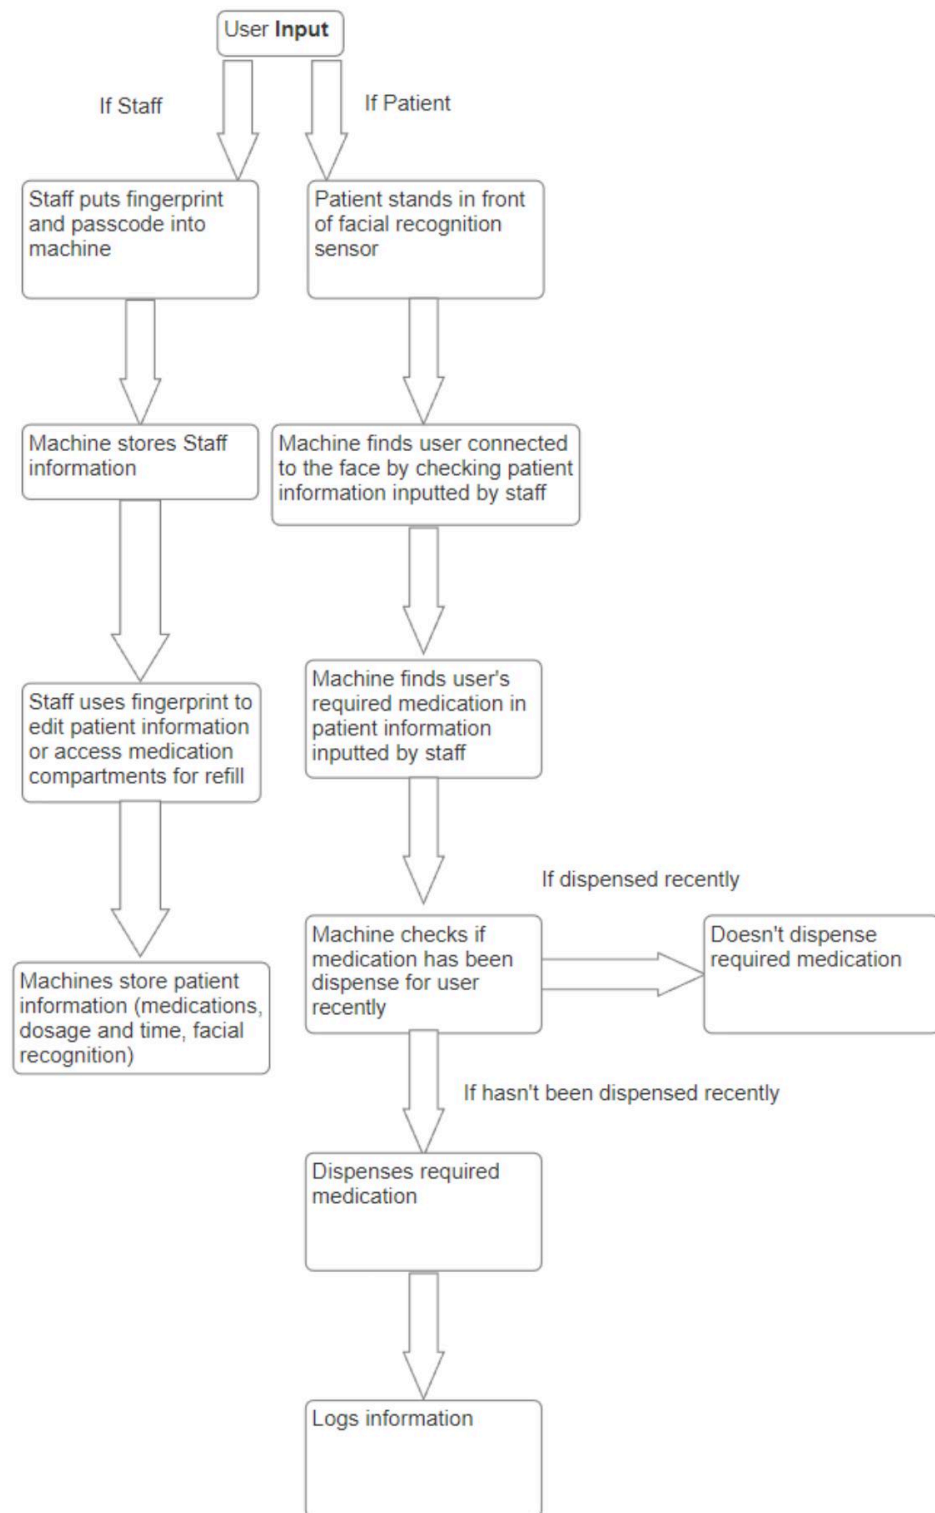 User Input
If Staff
If Patient
Staff puts fingerprint
and passcode into
machine
Patient stands in front
of facial recognition
sensor
Machine stores Staff
information
Machine finds user connected
to the face by checking patient
information inputted by staff
Staff uses fingerprint to
edit patient information
or access medication
compartments for refill
Machine finds user's
required medication in
patient information
inputted by staff
If dispensed recently
Machine checks if
medication has been
dispense for user
recently
Doesn't dispense
required medication
Machines store patient
information (medications,
dosage and time, facial
recognition)
If hasn't been dispensed recently
Dispenses required
medication
Logs information